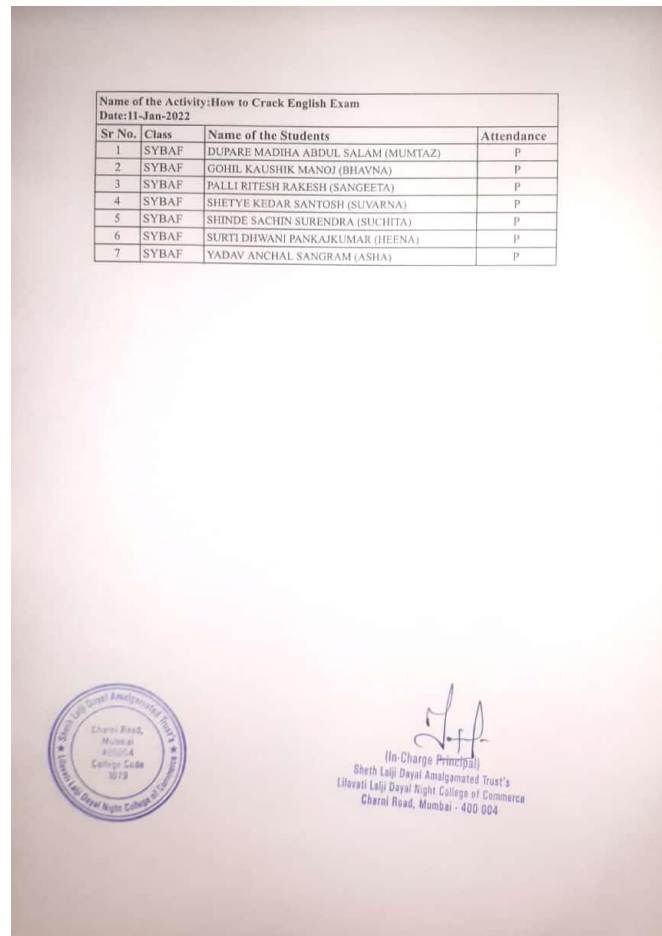 Name of the Activity:How to Crack English Exam
Date:11-Jan-2022
Sr No. Class Name of the Students Attendance
1 SYBAF DUPARE MADIHA ABDUL SALAM (MUMTAZ) P
2 SYBAF GOHIL KAUSHIK MANOJ (BHAVNA) P
3 SYBAF PALLI RITESH RAKESH (SANGEETA) P
4 SYBAF SHETYE KEDAR SANTOSH (SUVARNA) P
5 SYBAF SHINDE SACHIN SURENDRA (SUCHITA) P
6 SYBAF SURTI DHWANI PANKAJKUMAR (HEENA) P
7 SYBAF YADAV ANCHAL SANGRAM (ASHA) P
Sheth Lalji Dayal Amalgamated Trust's
Charni Road,
Mumbai
400004
College Code
1079
Lilavati Lalji Dayal Night College of Commerce
(In-Charge Principal)
Sheth Lalji Dayal Amalgamated Trust's
Lilavati Lalji Dayal Night College of Commerce
Charni Road, Mumbai - 400 004